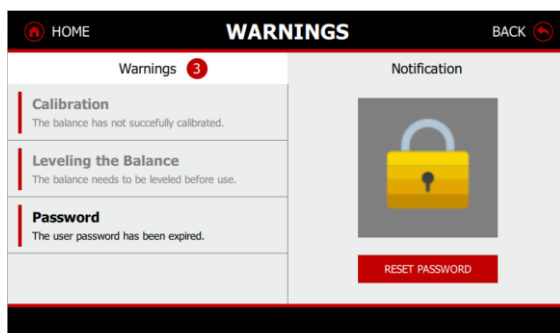 HOME
WARNINGS
BACK
Warnings 3
Notification
Calibration
The balance has not succefully calibrated.
Leveling the Balance
The balance needs to be leveled before use.
Password
The user password has been expired.
RESET PASSWORD